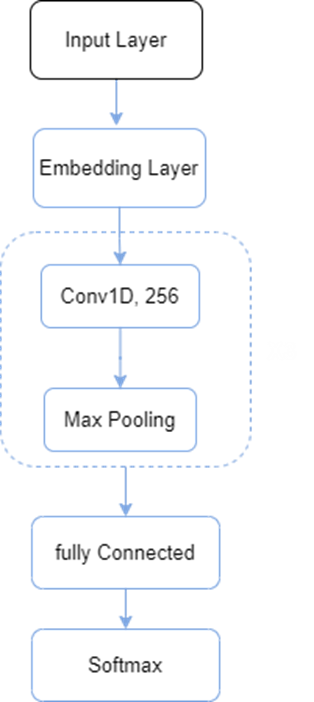 Input Layer
Embedding Layer
Conv1D, 256
Max Pooling
fully Connected
Softmax